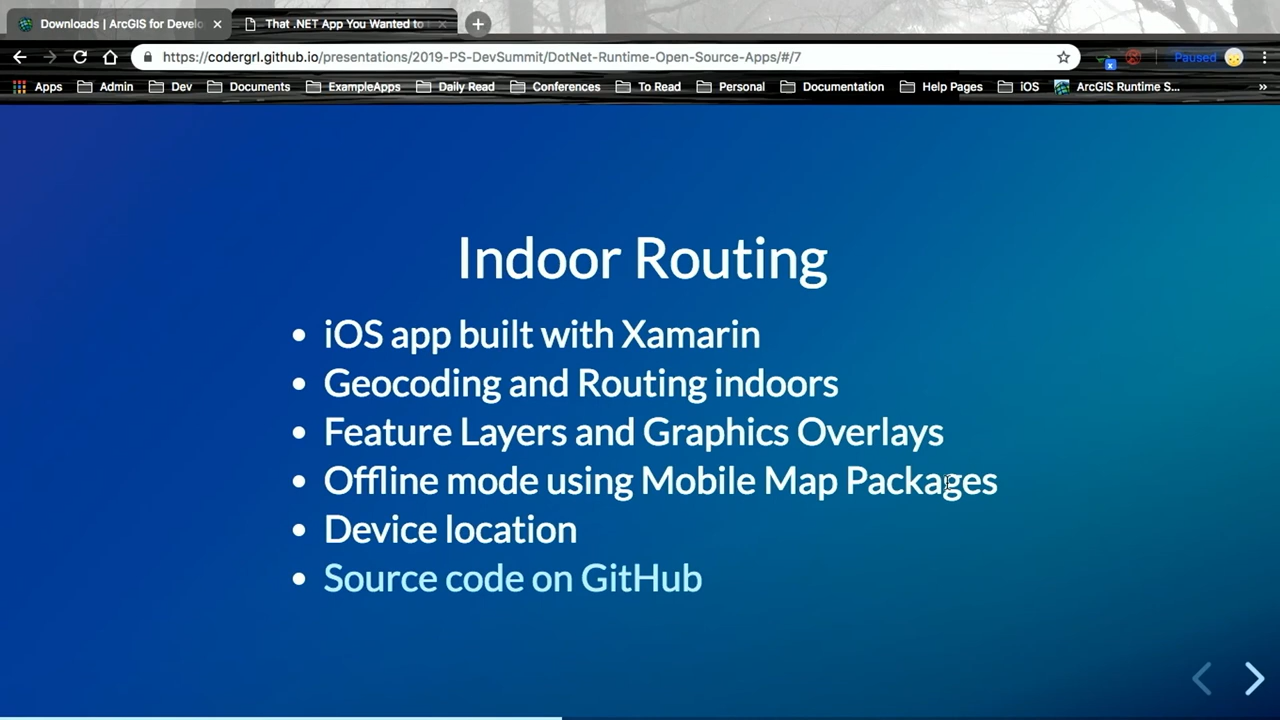 Downloads | ArcGIS for Develo
That .NET App You Wanted to
https://codergrl.github.io/presentations/2019-PS-DevSummit/DotNet-Runtime-Open-Source-Apps/#/7
Paused
Apps Admin Dev Documents ExampleApps Daily Read Conferences To Read Personal Documentation Help Pages iOS ArcGIS Runtime S...
Indoor Routing
• iOS app built with Xamarin
• Geocoding and Routing indoors
• Feature Layers and Graphics Overlays
• Offline mode using Mobile Map Packages
• Device location
• Source code on GitHub